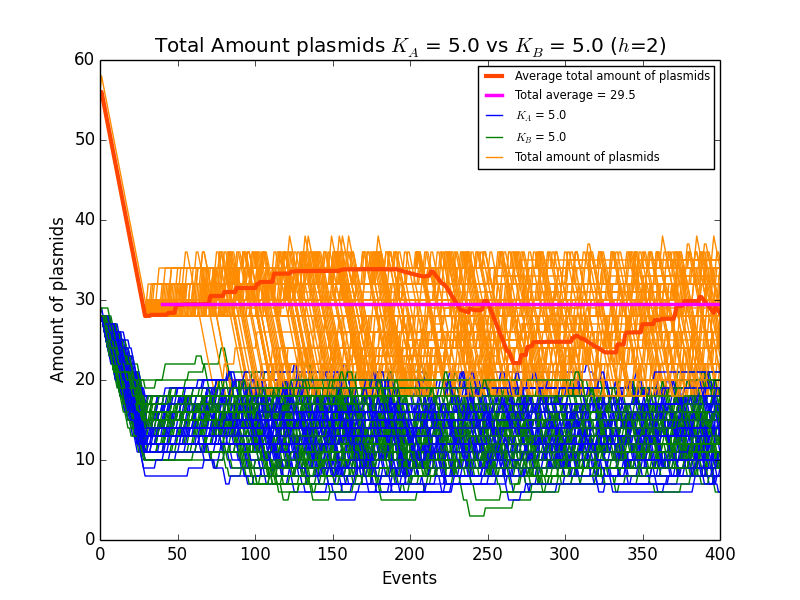 Total Amount plasmids K_A = 5.0 vs K_B = 5.0 (h=2)
60
50
40
30
20
10
0
Amount of plasmids
Average total amount of plasmids
Total average = 29.5
K_A = 5.0
K_B = 5.0
Total amount of plasmids
0 50 100 150 200 250 300 350 400
Events